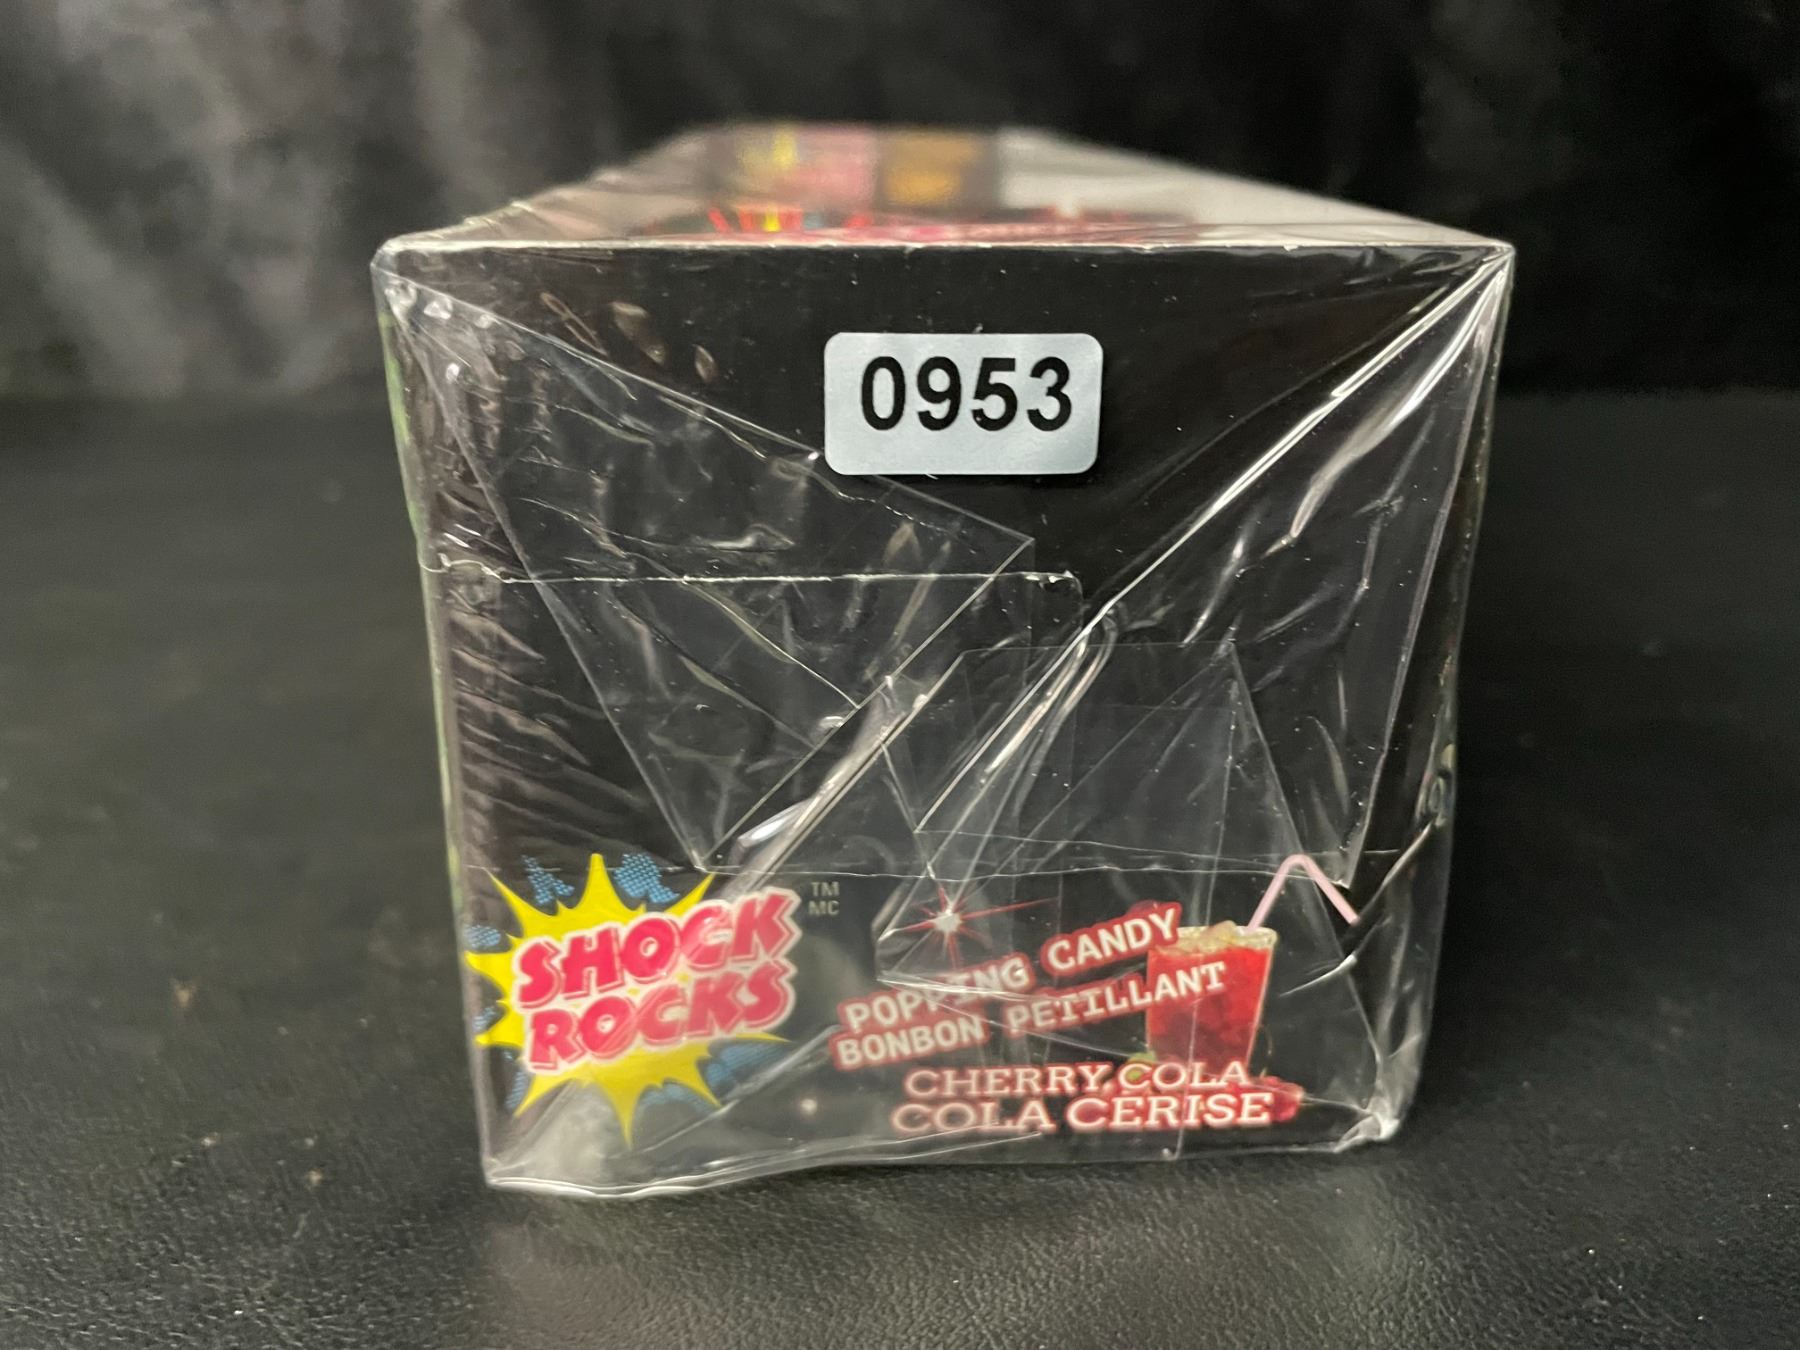 0953
SHOCK
ROCKS
TM
MC
POPPING CANDY
BONBON PETILLANT
CHERRY COLA
COLA CERISE